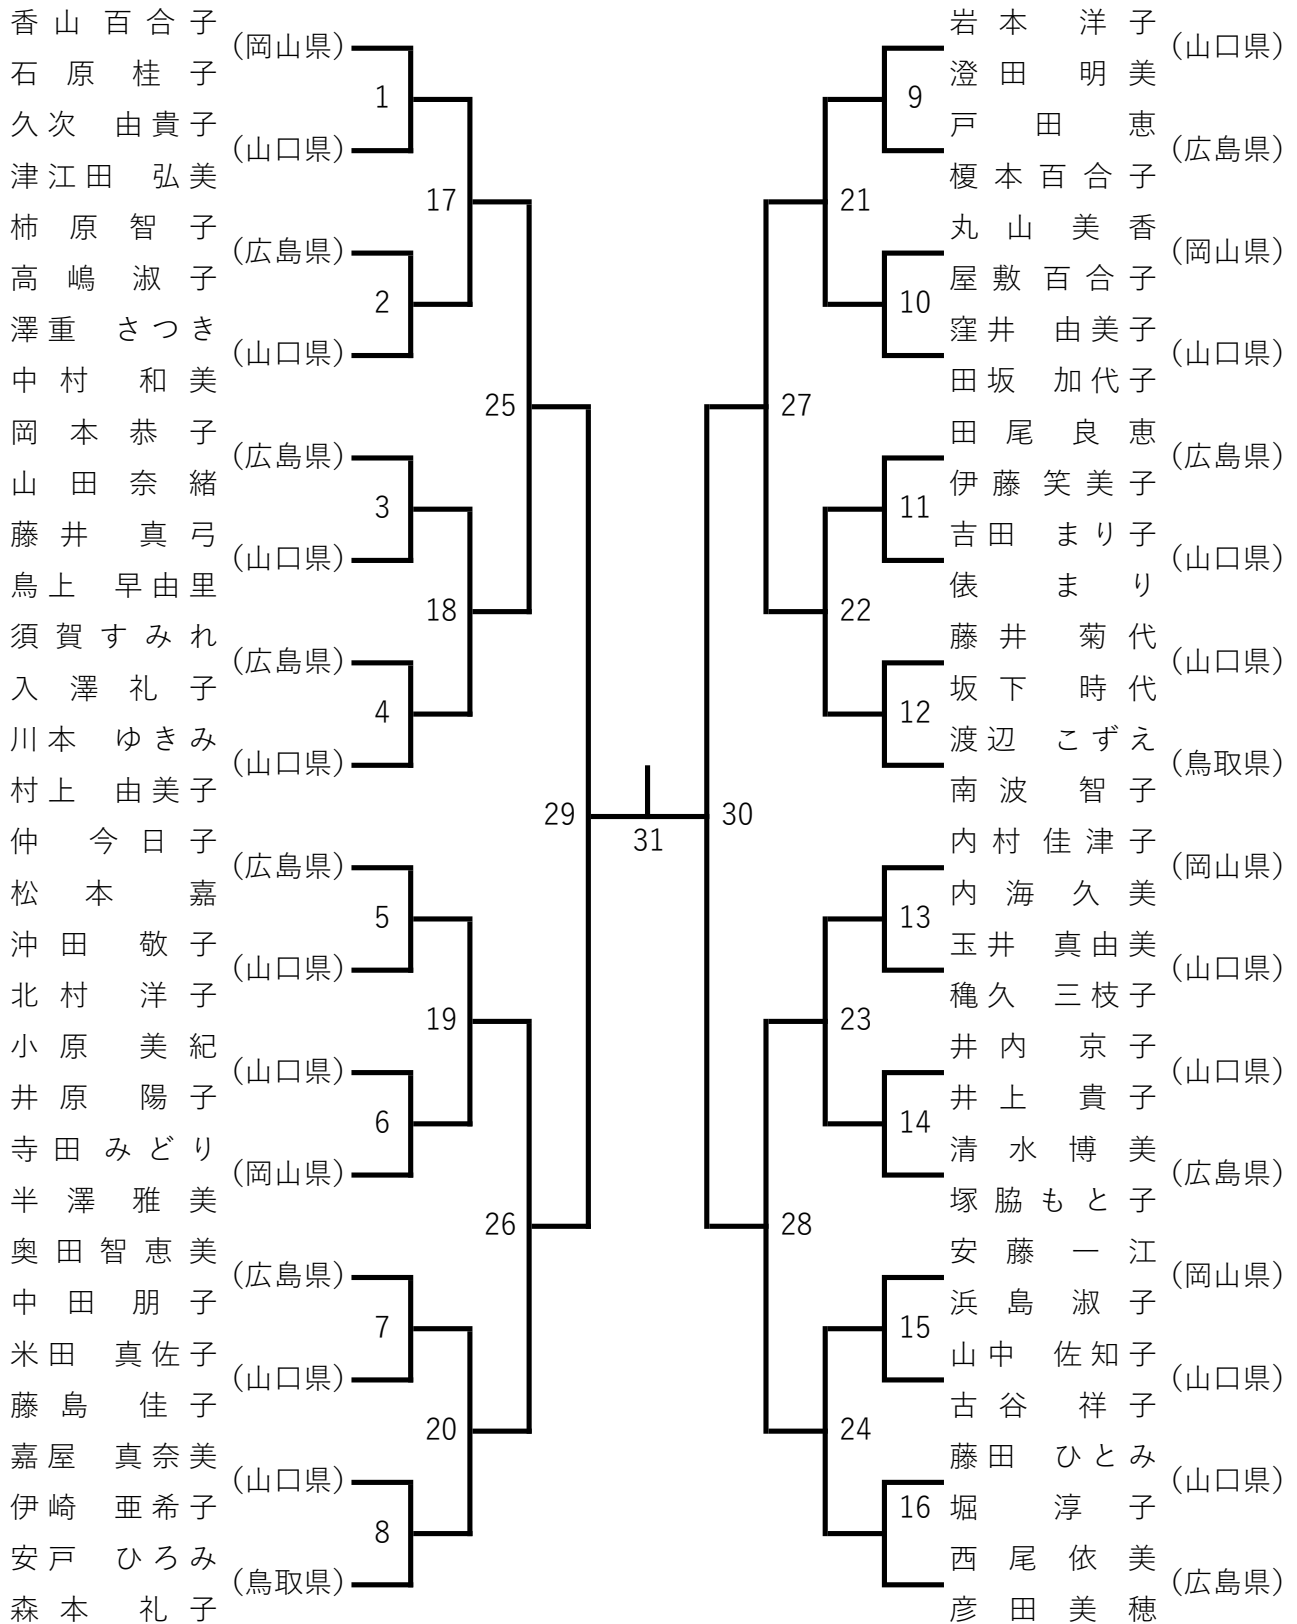 香山百合子
(岡山県)
石原桂子
1
久次 由貴子
(山口県)
津江田 弘美
17
柿原智子
(広島県)
高嶋淑子
2
澤重 さつき
(山口県)
中村 和美
25
岡本恭子
(広島県)
山田奈緒
3
藤井 真弓
(山口県)
鳥上 早由里
18
須賀すみれ
(広島県)
入澤礼子
4
川本 ゆきみ
(山口県)
村上 由美子
29
仲 今日子
(広島県)
松本 嘉
5
沖田 敬子
(山口県)
北村 洋子
19
小原 美紀
(山口県)
井原 陽子
6
寺田みどり
(岡山県)
半澤雅美
26
奥田智恵美
(広島県)
中田朋子
7
米田 真佐子
(山口県)
藤島 佳子
20
嘉屋 真奈美
(山口県)
伊崎 亜希子
8
安戸 ひろみ
(鳥取県)
森本 礼子
31
岩本 洋子
(山口県)
澄田 明美
9
戸田 恵
(広島県)
榎本百合子
21
丸山美香
(岡山県)
屋敷百合子
10
窪井 由美子
(山口県)
田坂 加代子
27
田尾良恵
(広島県)
伊藤笑美子
11
吉田 まり子
(山口県)
俵 まり
22
藤井 菊代
(山口県)
坂下 時代
12
渡辺 こずえ
(鳥取県)
南波 智子
30
内村佳津子
(岡山県)
内海久美
13
玉井 真由美
(山口県)
穐久 三枝子
23
井内 京子
(山口県)
井上 貴子
14
清水博美
(広島県)
塚脇もと子
28
安藤一江
(岡山県)
浜島淑子
15
山中 佐知子
(山口県)
古谷 祥子
24
藤田 ひとみ
(山口県)
堀 淳子
16
西尾依美
(広島県)
彦田美穂